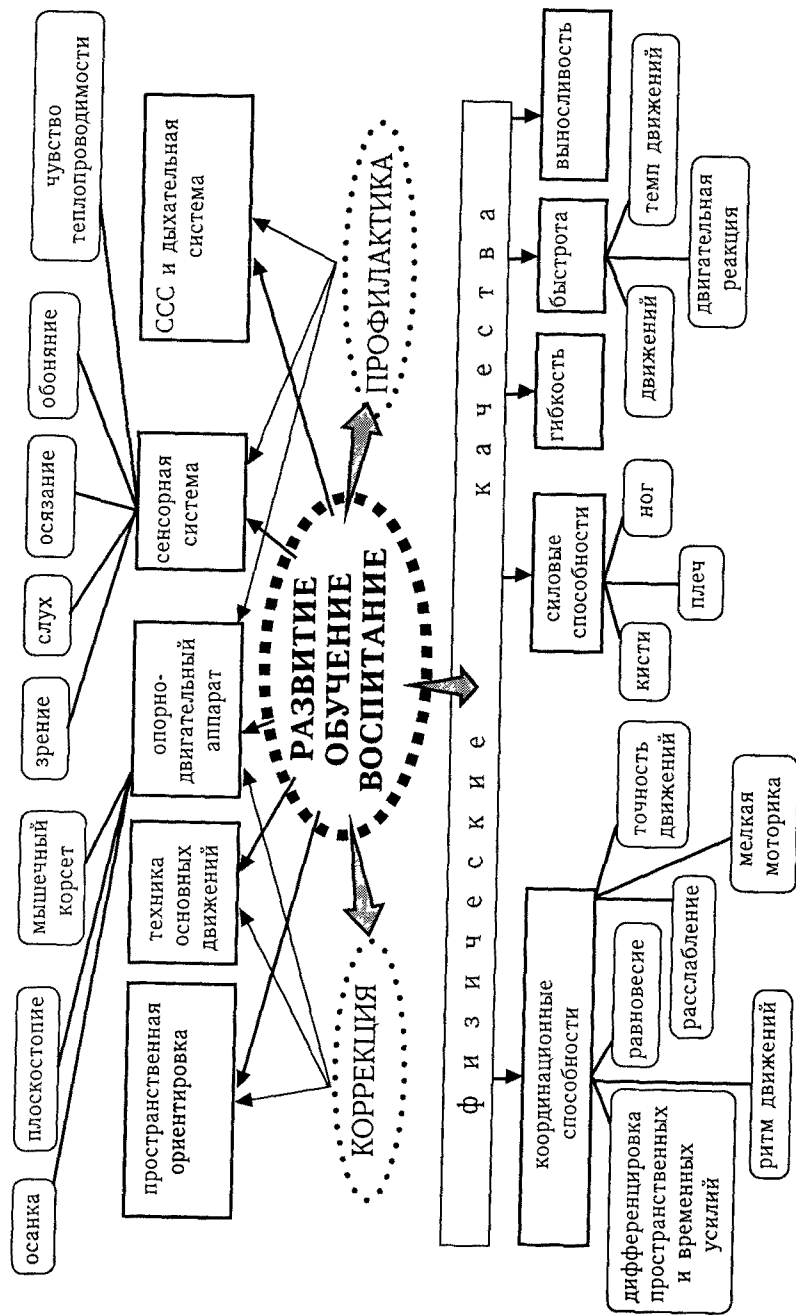 осанка
плоскостопие
мышечный
корсет
зрение
слух
осязание
обоняние
чувство
теплопроводимости
пространственная
ориентировка
техника
основных
движений
опорно-
двигательный
аппарат
сенсорная
система
ССС и дыхательная
система
КОРРЕКЦИЯ
РАЗВИТИЕ
ОБУЧЕНИЕ
ВОСПИТАНИЕ
ПРОФИЛАКТИКА
физические качества
координационные
способности
силовые
способности
гибкость
быстрота
выносливость
дифференцировка
пространственных
и временных
усилий
равновесие
точность
движений
ритм движений
расслабление
мелкая
моторика
кисти
плеч
ног
движений
темп движений
двигательная
реакция